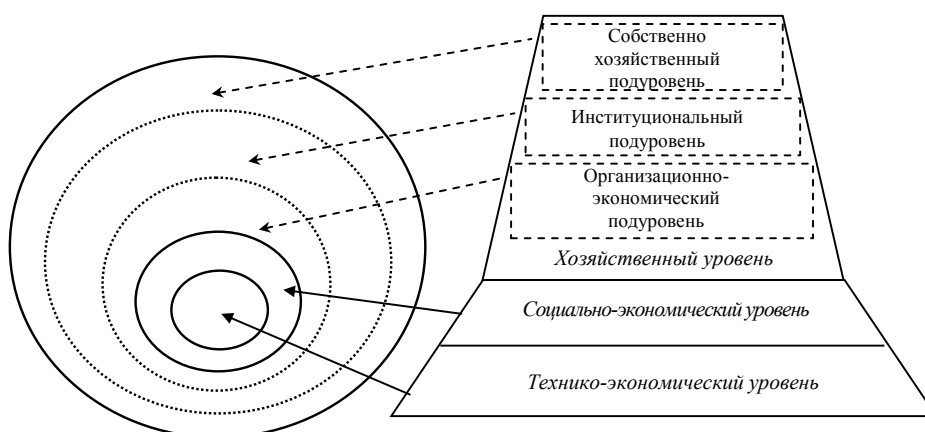 Собственно
хозяйственный
подуровень
Институциональный
подуровень
Организационно-
экономический
подуровень
Хозяйственный уровень
Социально-экономический уровень
Технико-экономический уровень